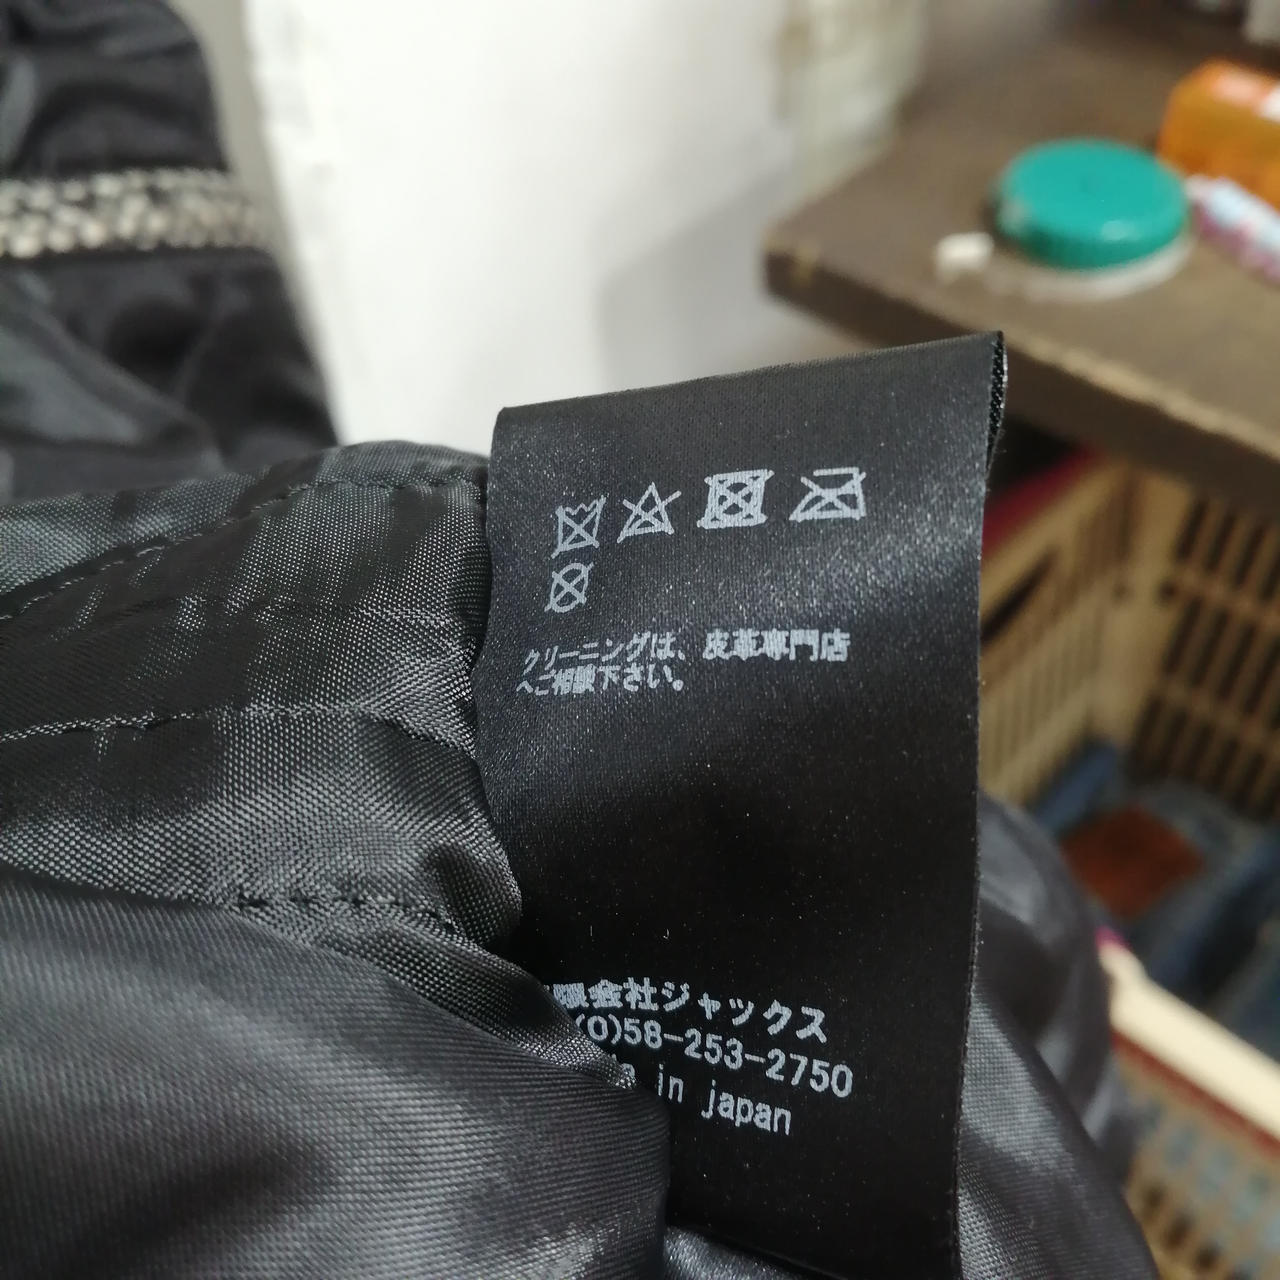 クリーニングは、皮革専門店
へご相談下さい。
限会社ジャックス
(0)58-253-2750
in japan